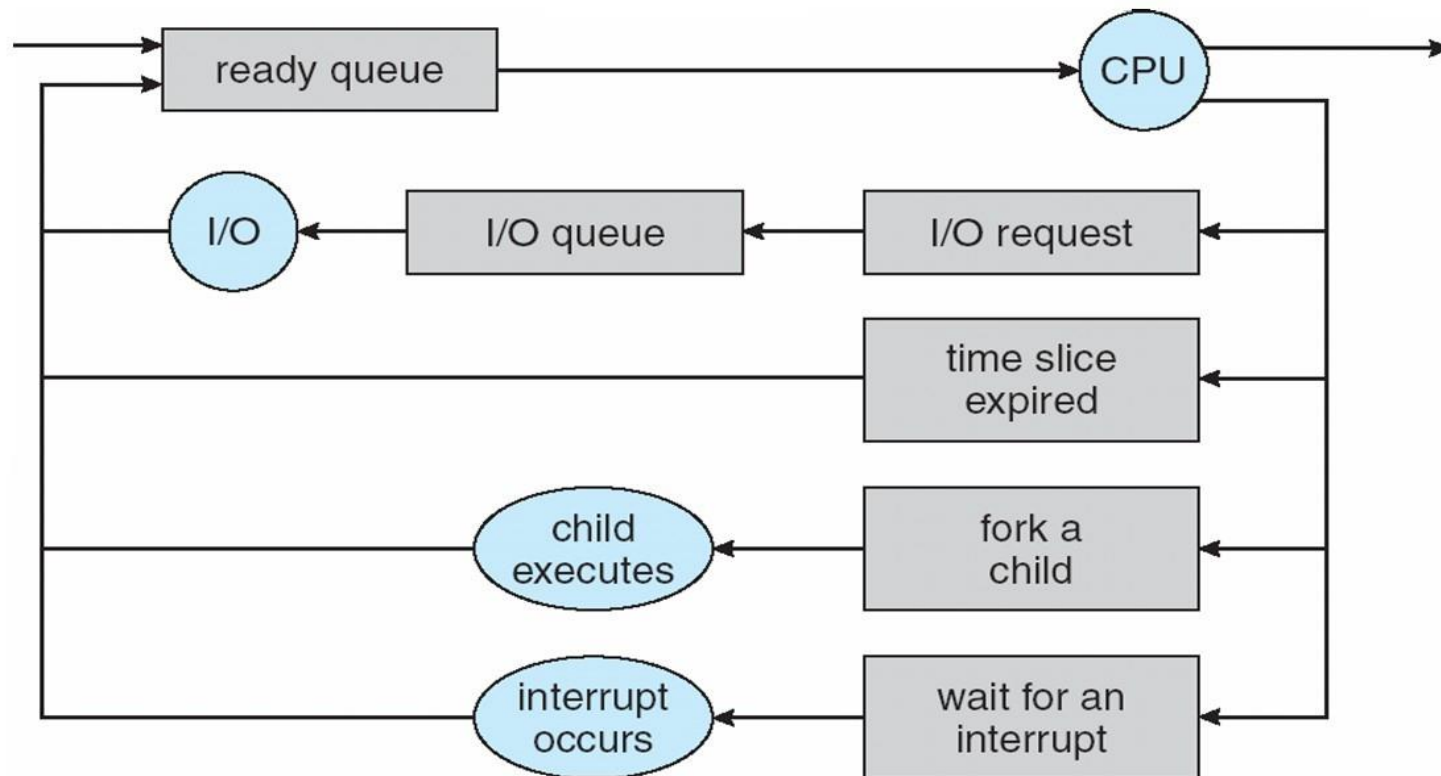 ready queue
CPU
I/O
I/O queue
I/O request
time slice
expired
child
executes
fork a
child
interrupt
occurs
wait for an
interrupt